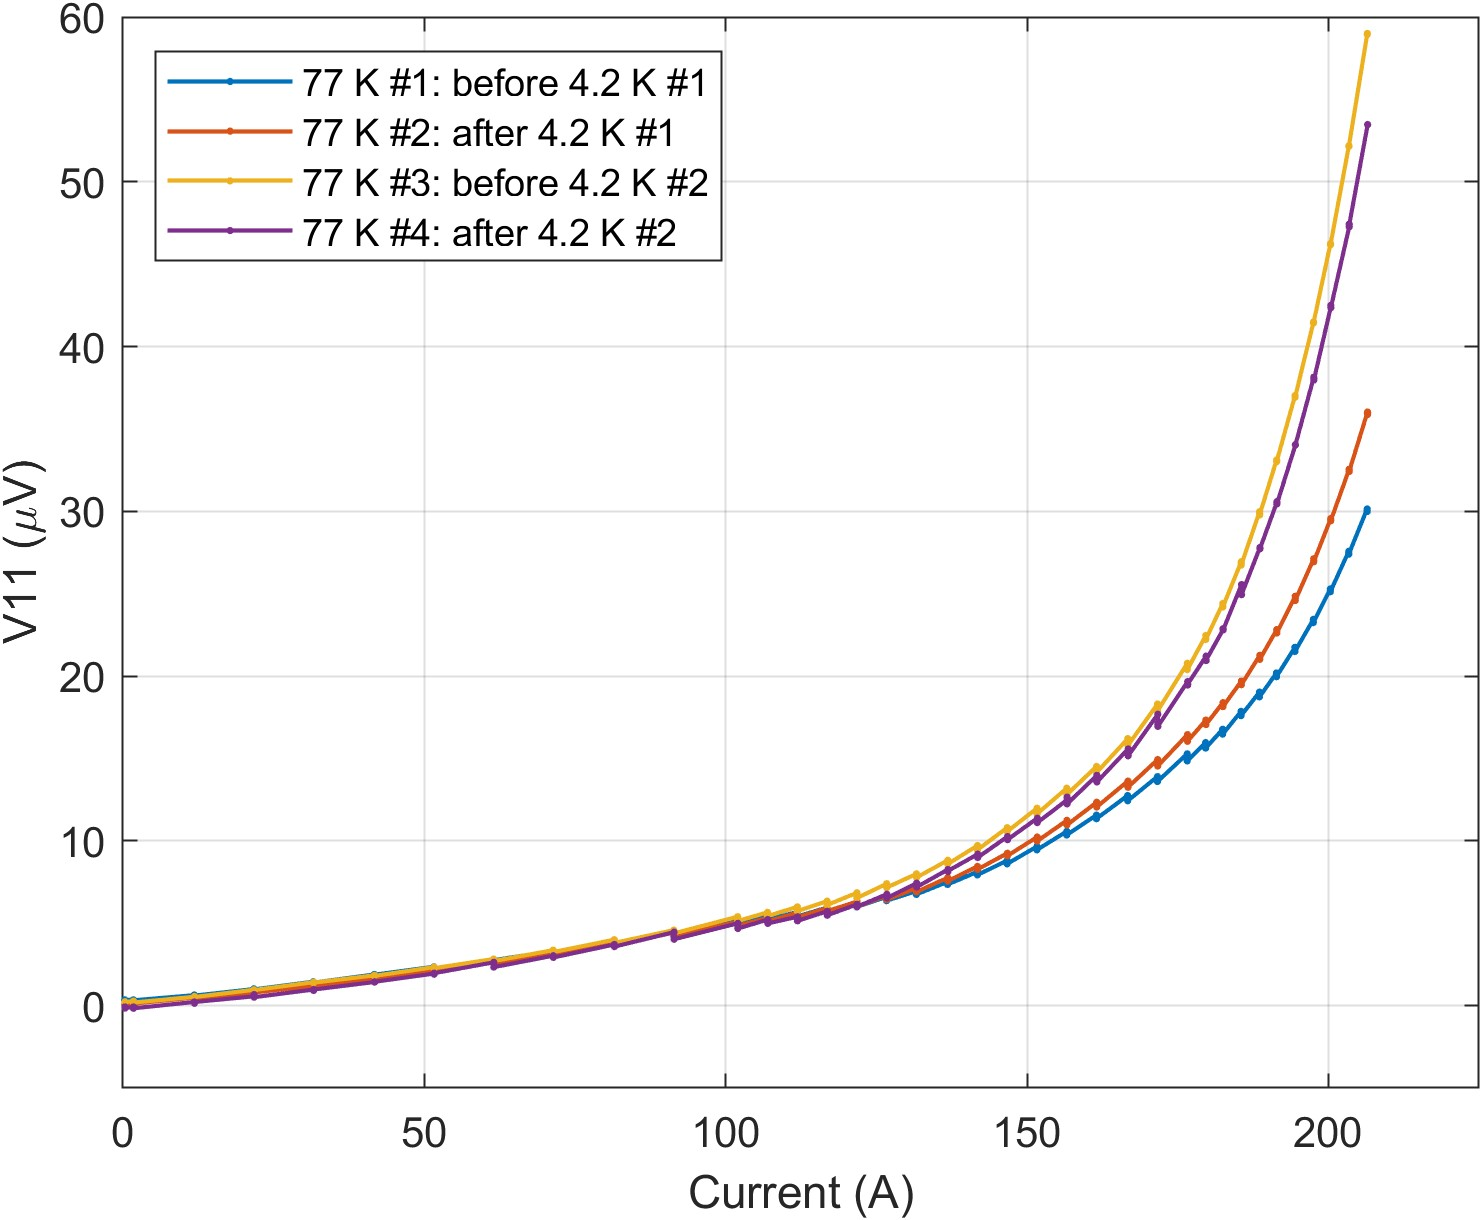 60
50
40
30
20
10
0
V11 (μV)
77 K #1: before 4.2 K #1
77 K #2: after 4.2 K #1
77 K #3: before 4.2 K #2
77 K #4: after 4.2 K #2
0 50 100 150 200
Current (A)